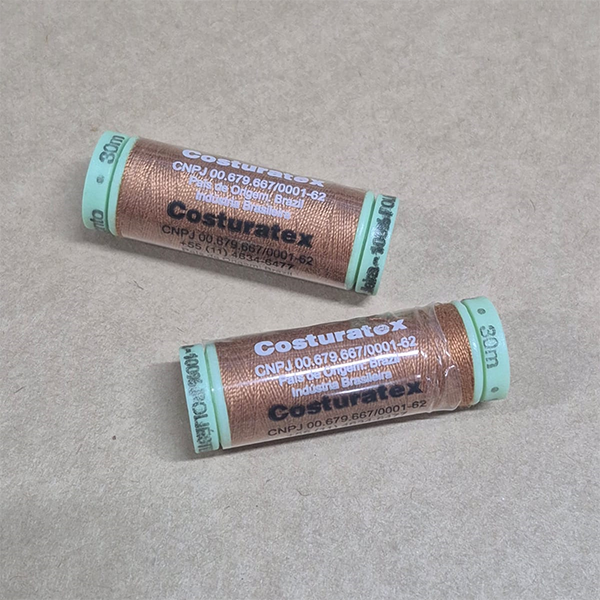 30m
Costuratex
CNPJ 00.679.667/0001-62
País de Origem: Brazil
Indústria Brasileira
Costuratex
CNPJ 00.679.667/0001-62
+55 (11) 4634-6477
Costuratex
CNPJ 00.679.667/0001-62
País de Origem: Brazil
Indústria Brasileira
Costuratex
CNPJ 00.679.667/0001-62
30m